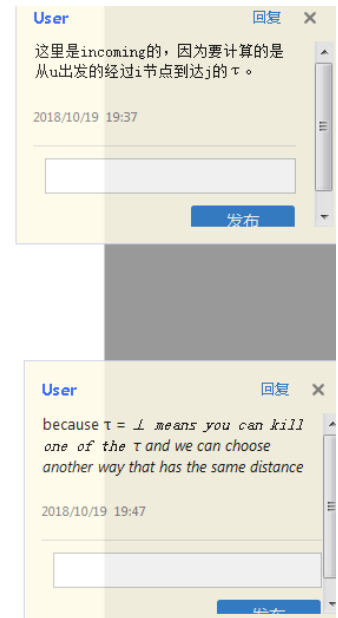 User 回复 ×
这里是incoming的，因为要计算的是
从u出发的经过i节点到达j的τ。
2018/10/19 19:37
发布
User 回复 ×
because τ = ⊥ means you can kill
one of the τ and we can choose
another way that has the same distance
2018/10/19 19:47
发布